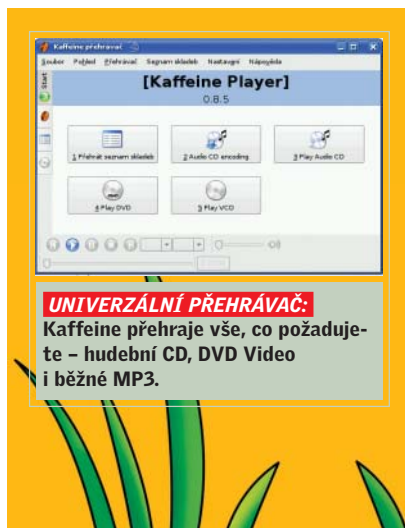 Kaffeine přehrávač
Soubor Pohled Přehrávač Seznam skladeb Nastavení Nápověda
Start
[Kaffeine Player]
0.8.5
1 Přehrát seznam skladeb
2 Audio CD encoding
3 Play Audio CD
4 Play DVD
5 Play VCD
UNIVERZÁLNÍ PŘEHRÁVAČ:
Kaffeine přehraje vše, co požaduje-
te – hudební CD, DVD Video
i běžné MP3.